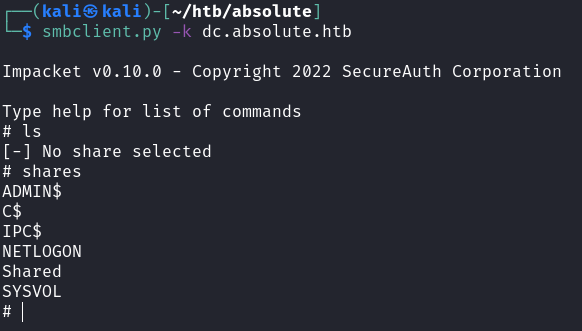 ┌──(kali㉿kali)-[~/htb/absolute]
└─$ smbclient.py -k dc.absolute.htb
Impacket v0.10.0 - Copyright 2022 SecureAuth Corporation
Type help for list of commands
# ls
[-] No share selected
# shares
ADMIN$
C$
IPC$
NETLOGON
Shared
SYSVOL
#